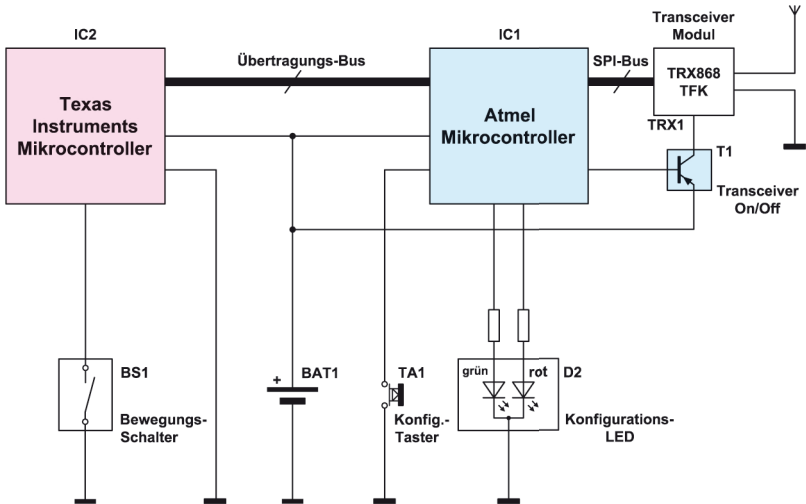 IC2
Texas
Instruments
Mikrocontroller
Übertragungs-Bus
IC1
Atmel
Mikrocontroller
SPI-Bus
Transceiver
Modul
TRX868
TFK
TRX1
T1
Transceiver
On/Off
BS1
Bewegungs-
Schalter
+
BAT1
TA1
Konfig.-
Taster
grün
rot
D2
Konfigurations-
LED